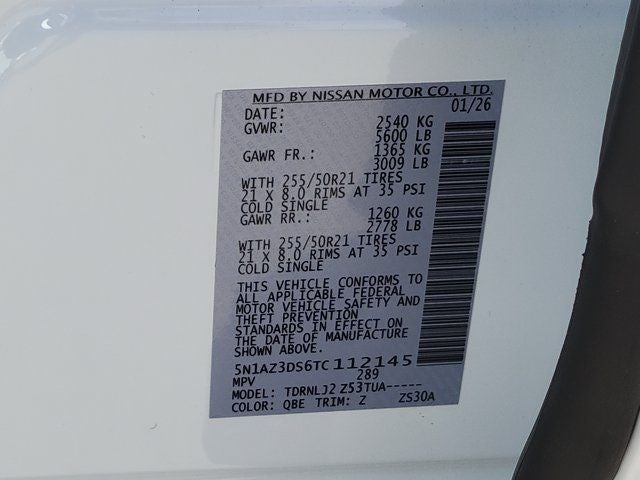 MFD BY NISSAN MOTOR CO., LTD.
DATE: 01/26
GVWR: 2540 KG
5600 LB
GAWR FR.: 1365 KG
3009 LB
WITH 255/50R21 TIRES
21 X 8.0 RIMS AT 35 PSI
COLD SINGLE
GAWR RR.: 1260 KG
2778 LB
WITH 255/50R21 TIRES
21 X 8.0 RIMS AT 35 PSI
COLD SINGLE
THIS VEHICLE CONFORMS TO
ALL APPLICABLE FEDERAL
MOTOR VEHICLE SAFETY AND
THEFT PREVENTION
STANDARDS IN EFFECT ON
THE DATE OF MANUFACTURE
SHOWN ABOVE.
5N1AZ3DS6TC112145
MPV 289
MODEL: TDRNLJ2 Z53TUA-----
COLOR: QBE TRIM: Z ZS30A